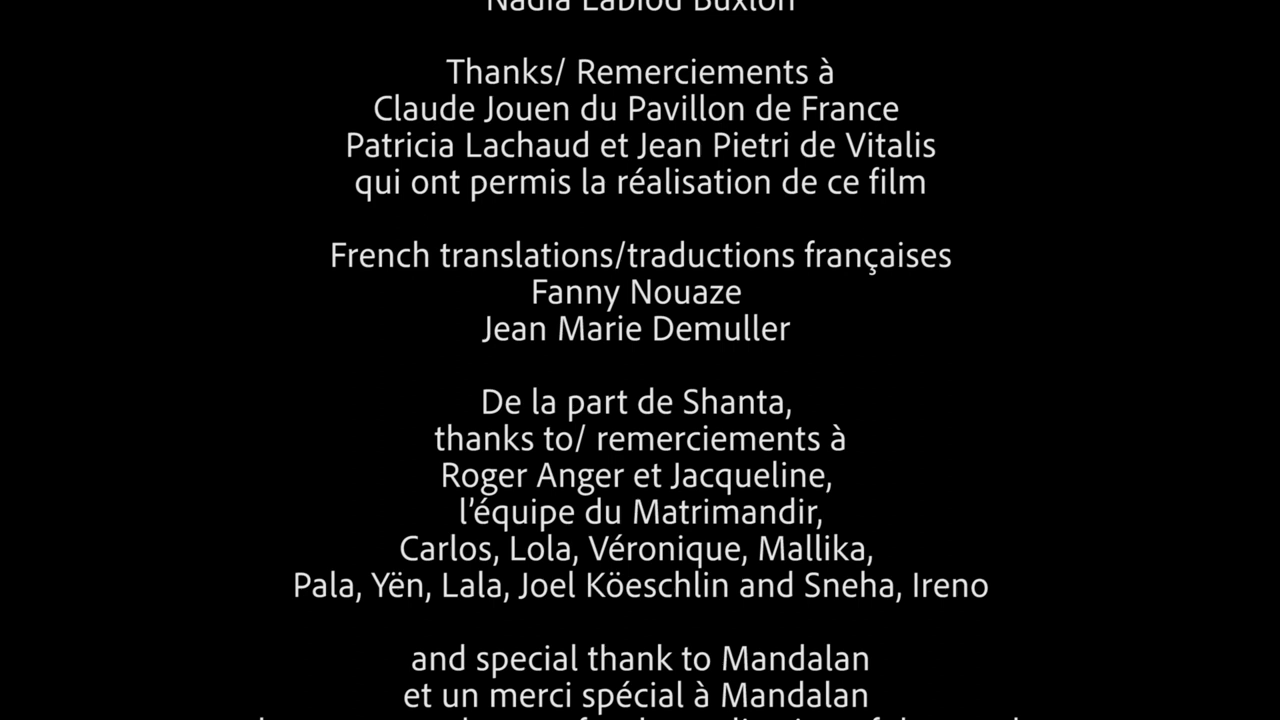 Thanks/ Remerciements à
Claude Jouen du Pavillon de France
Patricia Lachaud et Jean Pietri de Vitalis
qui ont permis la réalisation de ce film
French translations/traductions françaises
Fanny Nouaze
Jean Marie Demuller
De la part de Shanta,
thanks to/ remerciements à
Roger Anger et Jacqueline,
l’équipe du Matrimandir,
Carlos, Lola, Véronique, Mallika,
Pala, Yën, Lala, Joel Köeschlin and Sneha, Ireno
and special thank to Mandalan
et un merci spécial à Mandalan